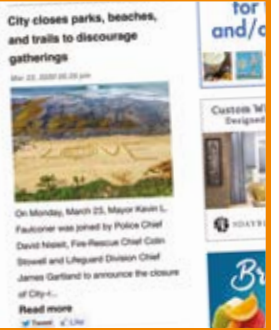 City closes parks, beaches,
and trails to discourage
gatherings
Mar 23, 2020 05:26 pm
LOVE
On Monday, March 23, Mayor Kevin L.
Faulconer was joined by Police Chief
David Nisleit, Fire-Rescue Chief Colin
Stowell and Lifeguard Division Chief
James Gartland to announce the closure
of City-r...
Read more
Tweet Like
for
and/o
Custom Wi
Designed
Br